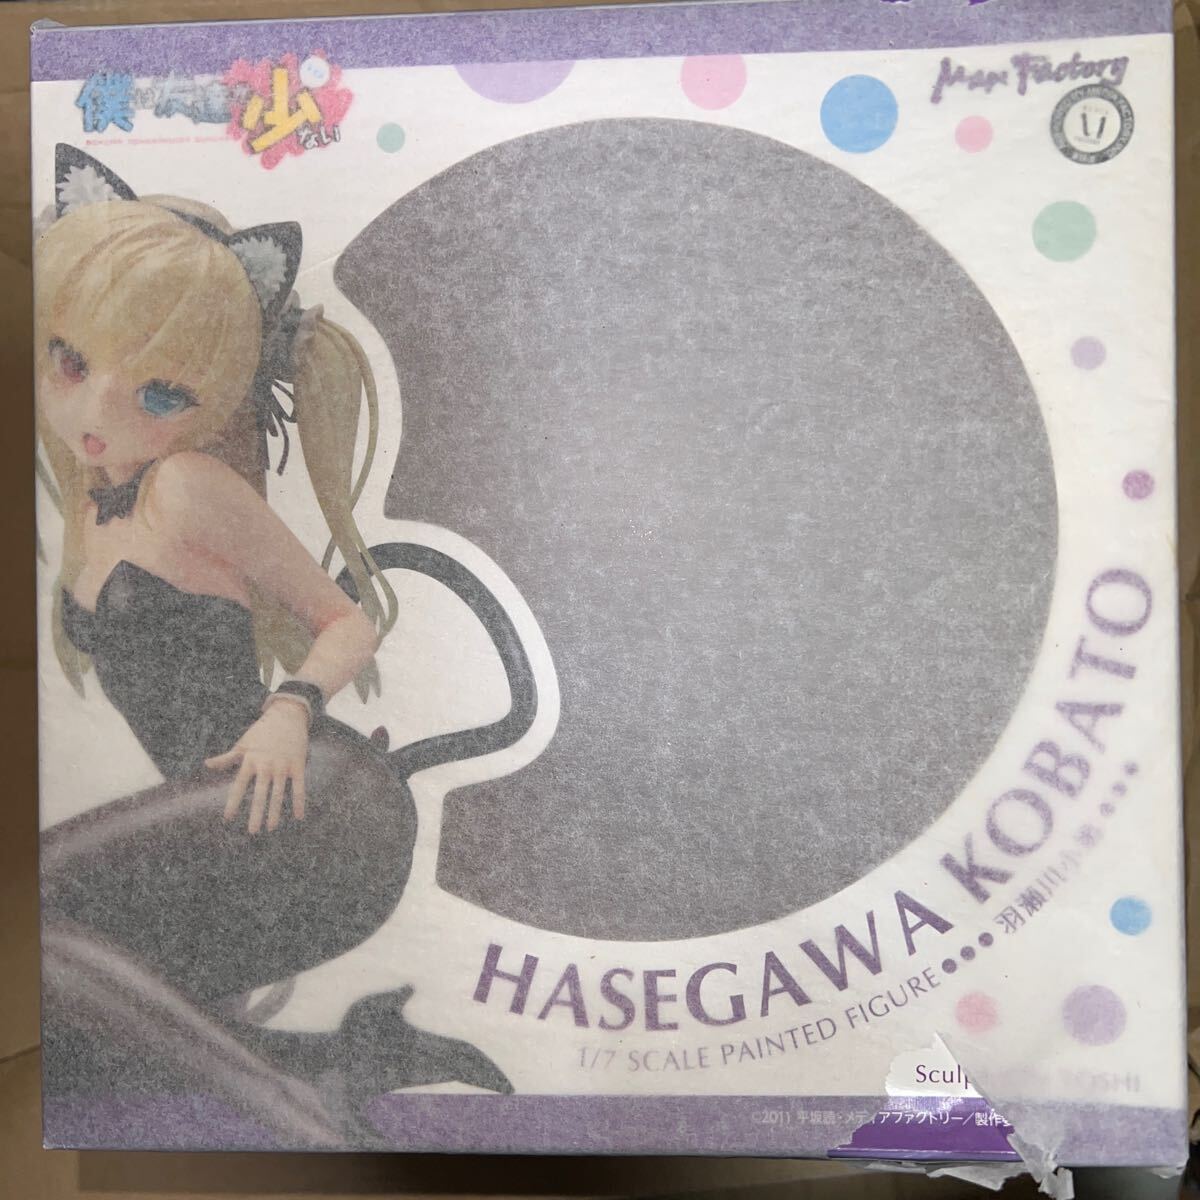 僕は友達が少ない
Max Factory
HASEGAWA KOBATO
1/7 SCALE PAINTED FIGURE●●●羽瀬川小鳩●●●
Sculp
OSHI
©2011 平坂読・メディアファクトリー/製作委